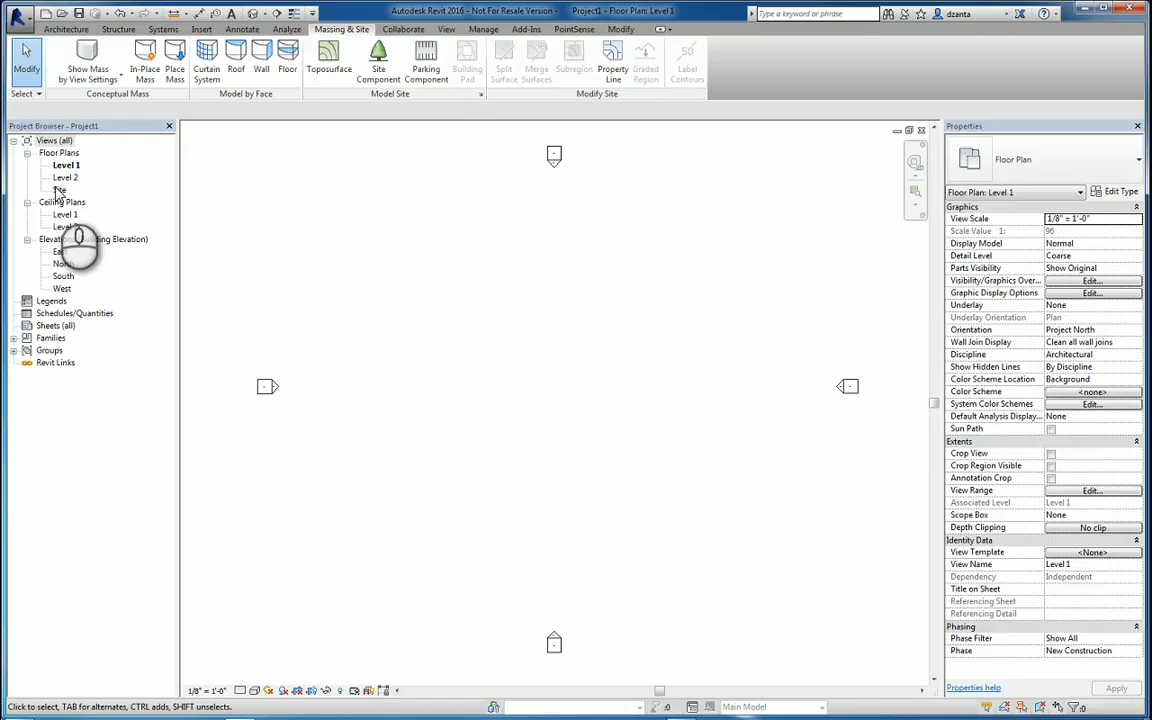 Autodesk Revit 2016 - Not For Resale Version - Project1 - Floor Plan: Level 1
Type a keyword or phrase
dzanta
Architecture Structure Systems Insert Annotate Analyze Massing & Site Collaborate View Manage Add-Ins PointSense Modify
Modify
Show Mass by View Settings
In-Place Mass
Place Mass
Curtain System
Roof
Wall
Floor
Toposurface
Site Component
Parking Component
Building Pad
Split Surface
Merge Surfaces
Subregion
Property Line
Graded Region
Label Contours
50
Select
Conceptual Mass
Model by Face
Model Site
Modify Site
Project Browser - Project1
Views (all)
Floor Plans
Level 1
Level 2
Ceiling Plans
Level 1
South
West
Legends
Schedules/Quantities
Sheets (all)
Families
Groups
Revit Links
Properties
Floor Plan
Floor Plan: Level 1
Edit Type
Graphics
View Scale 1/8" = 1'-0"
Scale Value 1: 96
Display Model Normal
Detail Level Coarse
Parts Visibility Show Original
Visibility/Graphics Over... Edit...
Graphic Display Options Edit...
Underlay None
Underlay Orientation Plan
Orientation Project North
Wall Join Display Clean all wall joins
Discipline Architectural
Show Hidden Lines By Discipline
Color Scheme Location Background
Color Scheme <none>
System Color Schemes Edit...
Default Analysis Display... None
Sun Path
Extents
Crop View
Crop Region Visible
Annotation Crop
View Range Edit...
Associated Level Level 1
Scope Box None
Depth Clipping No clip
Identity Data
View Template <None>
View Name Level 1
Dependency Independent
Title on Sheet
Referencing Sheet
Referencing Detail
Phasing
Phase Filter Show All
Phase New Construction
Properties help
Apply
1/8" = 1'-0"
Click to select, TAB for alternates, CTRL adds, SHIFT unselects.
:0
Main Model
:0